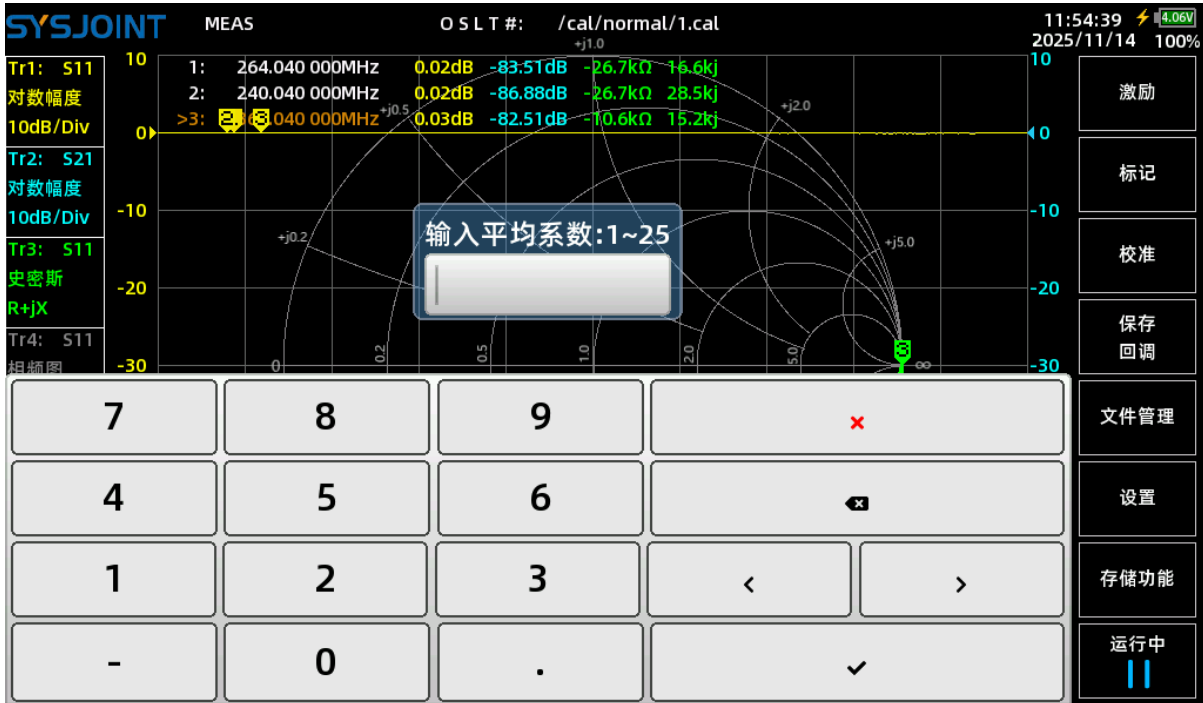 SYSJOINT MEAS O S L T #: /cal/normal/1.cal 11:54:39 4.06V
2025/11/14 100%
Tr1: S11
对数幅度
10dB/Div
Tr2: S21
对数幅度
10dB/Div
Tr3: S11
史密斯
R+jX
Tr4: S11
相频图
10
0
-10
-20
-30
1: 264.040 000MHz 0.02dB -83.51dB -26.7kΩ 16.6kj
2: 240.040 000MHz 0.02dB -86.88dB -26.7kΩ 28.5kj
>3: .040 000MHz 0.03dB -82.51dB -10.6kΩ 15.2kj
2 3
+j1.0
+j0.5
+j2.0
+j0.2
+j5.0
0
0.2
0.5
1.0
2.0
5.0
∞
3
10
0
-10
-20
-30
输入平均系数:1~25
7 8 9 ×
4 5 6
1 2 3 < >
- 0 .
激励
标记
校准
保存
回调
文件管理
设置
存储功能
运行中